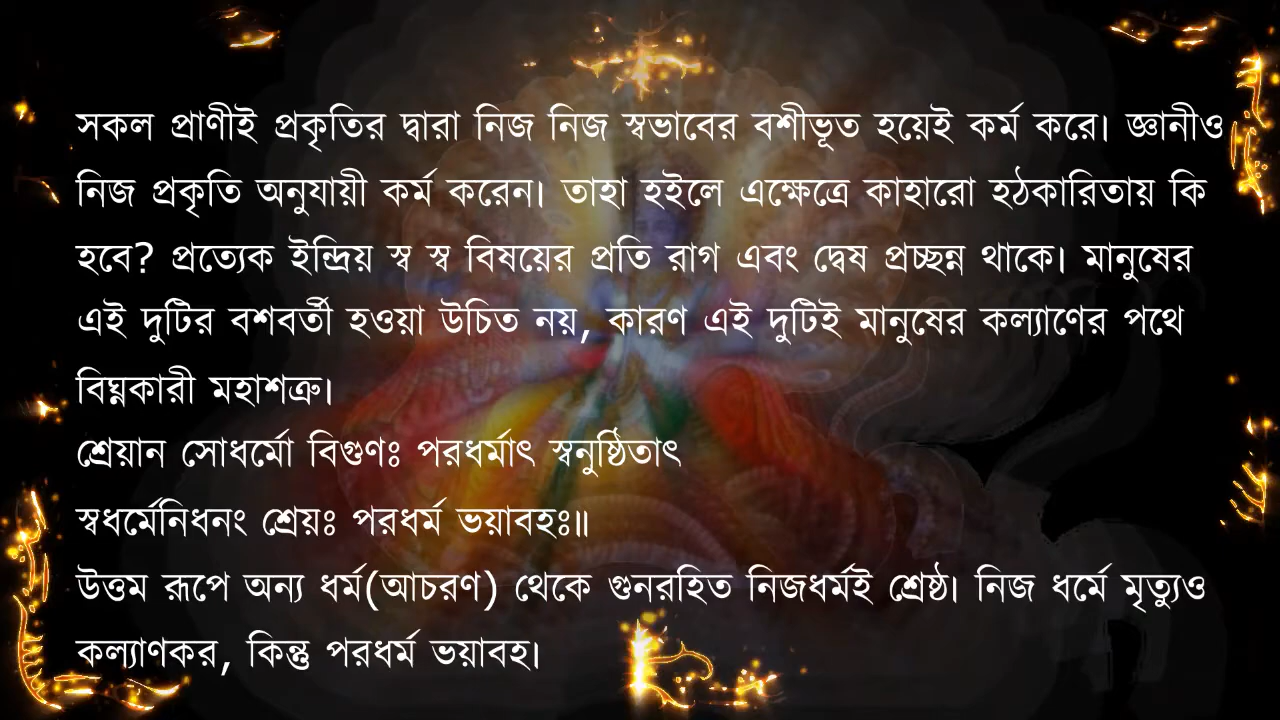 সকল প্রাণীই প্রকৃতির দ্বারা নিজ নিজ স্বভাবের বশীভূত হয়েই কর্ম করে। জ্ঞানীও
নিজ প্রকৃতি অনুযায়ী কর্ম করেন। তাহা হইলে এক্ষেত্রে কাহারো হঠকারিতায় কি
হবে? প্রত্যেক ইন্দ্রিয় স্ব স্ব বিষয়ের প্রতি রাগ এবং দ্বেষ প্রচ্ছন্ন থাকে। মানুষের
এই দুটির বশবর্তী হওয়া উচিত নয়, কারণ এই দুটিই মানুষের কল্যাণের পথে
বিঘ্নকারী মহাশত্রু।
শ্রেয়ান সোধর্মো বিগুণঃ পরধর্মাৎ স্বনুষ্ঠিতাৎ
স্বধর্মেনিধনং শ্রেয়ঃ পরধর্ম ভয়াবহঃ॥
উত্তম রূপে অন্য ধর্ম(আচরণ) থেকে গুনরহিত নিজধর্মই শ্রেষ্ঠ। নিজ ধর্মে মৃত্যুও
কল্যাণকর, কিন্তু পরধর্ম ভয়াবহ।